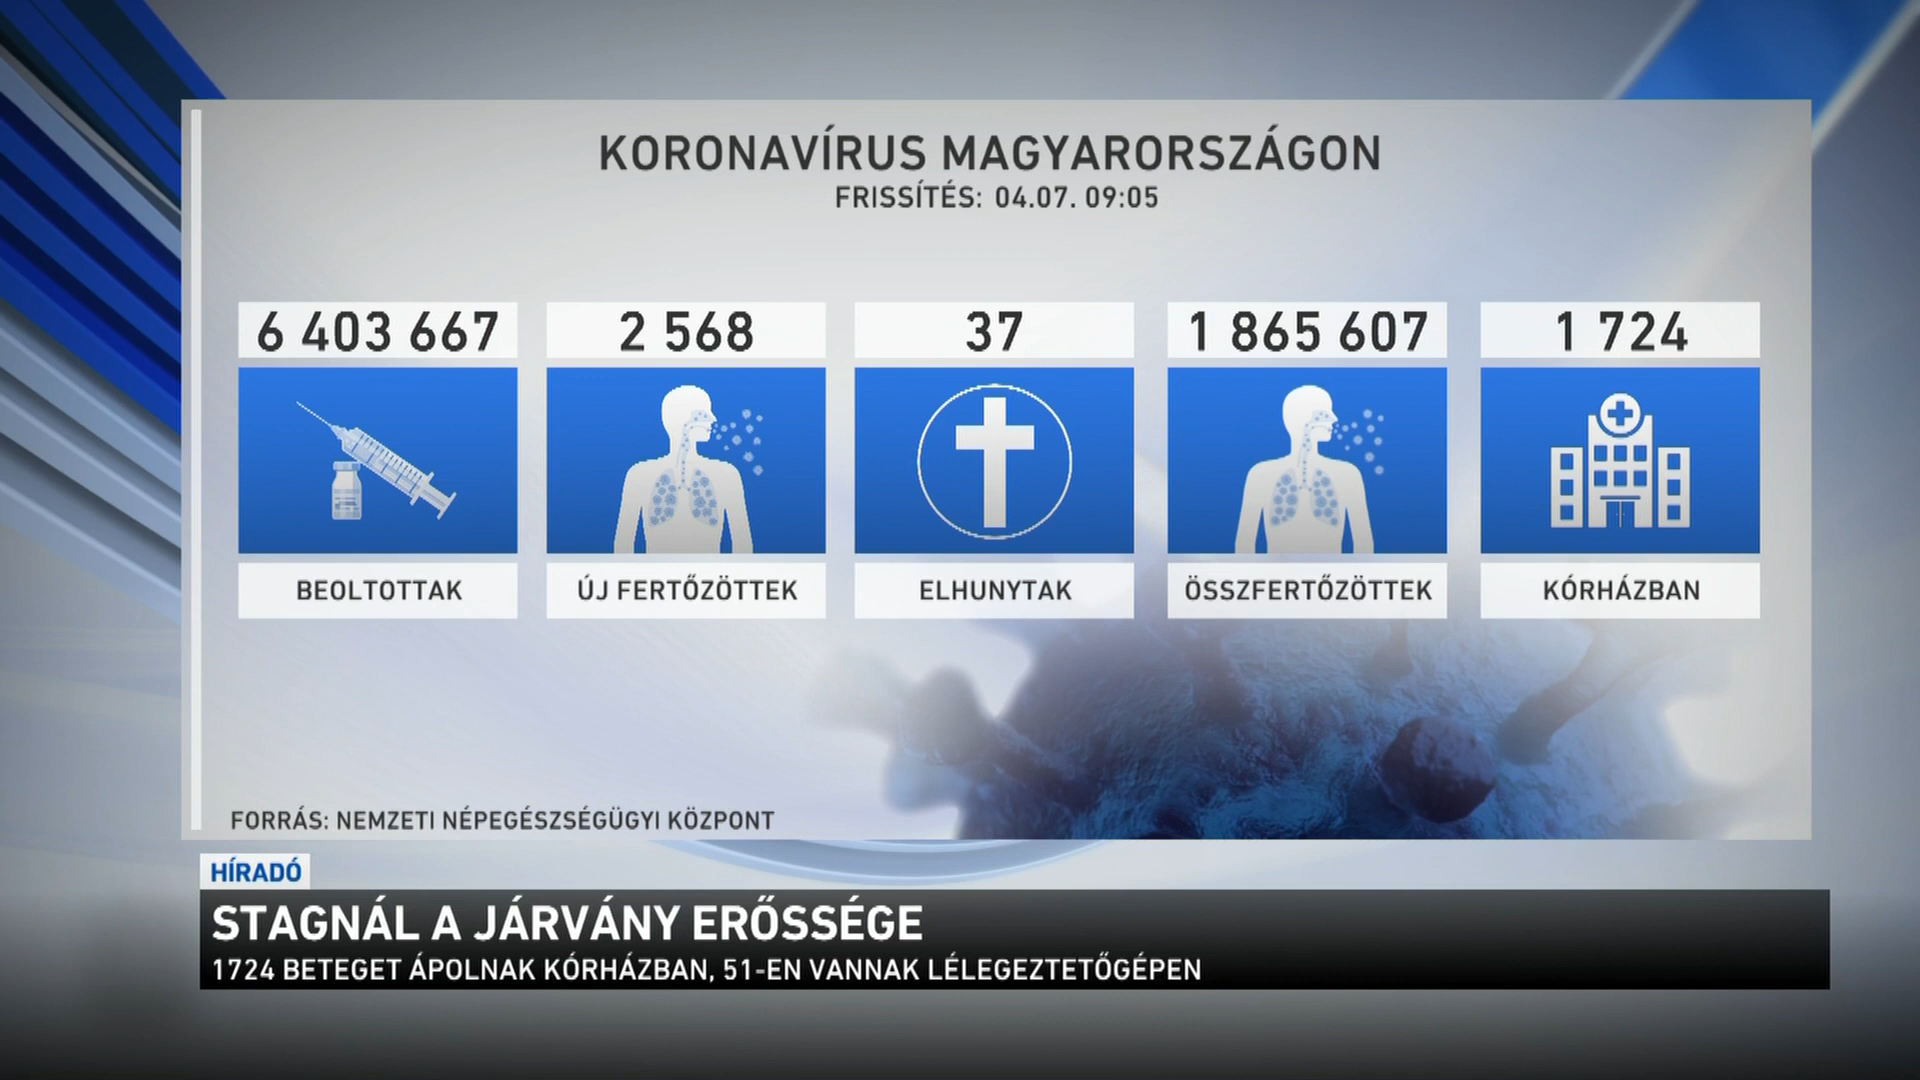 KORONAVÍRUS MAGYARORSZÁGON
FRISSÍTÉS: 04.07. 09:05
6 403 667
2 568
37
1 865 607
1 724
BEOLTOTTAK
ÚJ FERTŐZÖTTEK
ELHUNYTAK
ÖSSZFERTŐZÖTTEK
KÓRHÁZBAN
FORRÁS: NEMZETI NÉPEGÉSZSÉGÜGYI KÖZPONT
HÍRADÓ
STAGNÁL A JÁRVÁNY ERŐSSÉGE
1724 BETEGET ÁPOLNAK KÓRHÁZBAN, 51-EN VANNAK LÉLEGEZTETŐGÉPEN